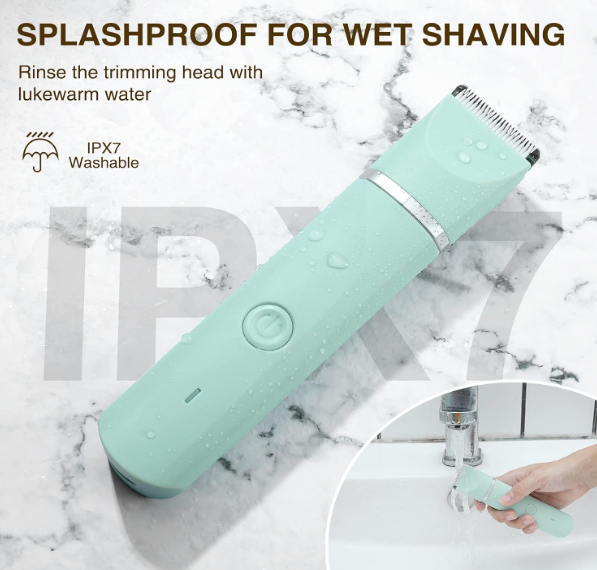 SPLASHPROOF FOR WET SHAVING
Rinse the trimming head with
lukewarm water
IPX7
Washable
IPX7